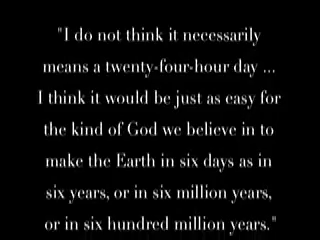 "I do not think it necessarily
means a twenty-four-hour day ...
I think it would be just as easy for
the kind of God we believe in to
make the Earth in six days as in
six years, or in six million years,
or in six hundred million years."